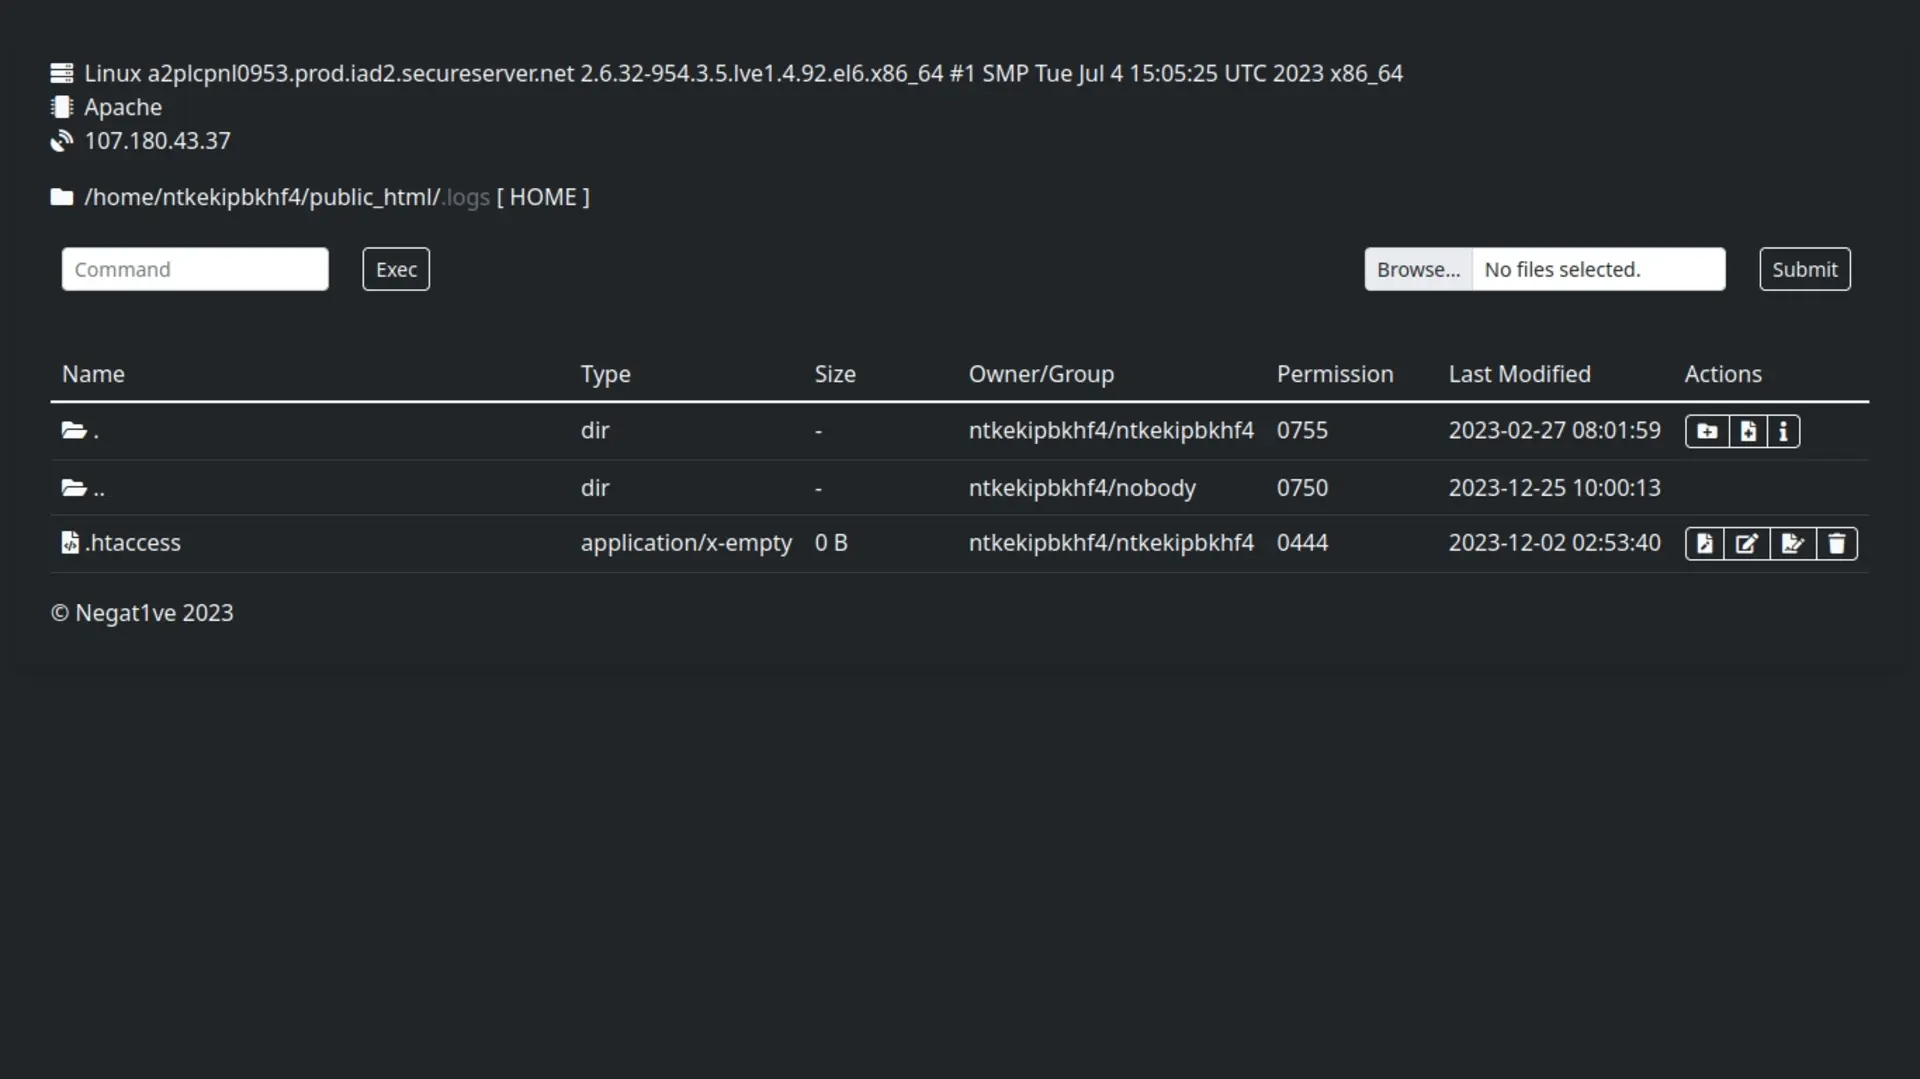 Linux a2plcpnl0953.prod.iad2.secureserver.net 2.6.32-954.3.5.lve1.4.92.el6.x86_64 #1 SMP Tue Jul 4 15:05:25 UTC 2023 x86_64
Apache
107.180.43.37
/home/ntkekipbkhf4/public_html/.logs [ HOME ]
Command Exec Browse... No files selected. Submit
Name Type Size Owner/Group Permission Last Modified Actions
. dir - ntkekipbkhf4/ntkekipbkhf4 0755 2023-02-27 08:01:59
.. dir - ntkekipbkhf4/nobody 0750 2023-12-25 10:00:13
.htaccess application/x-empty 0 B ntkekipbkhf4/ntkekipbkhf4 0444 2023-12-02 02:53:40
© Negat1ve 2023